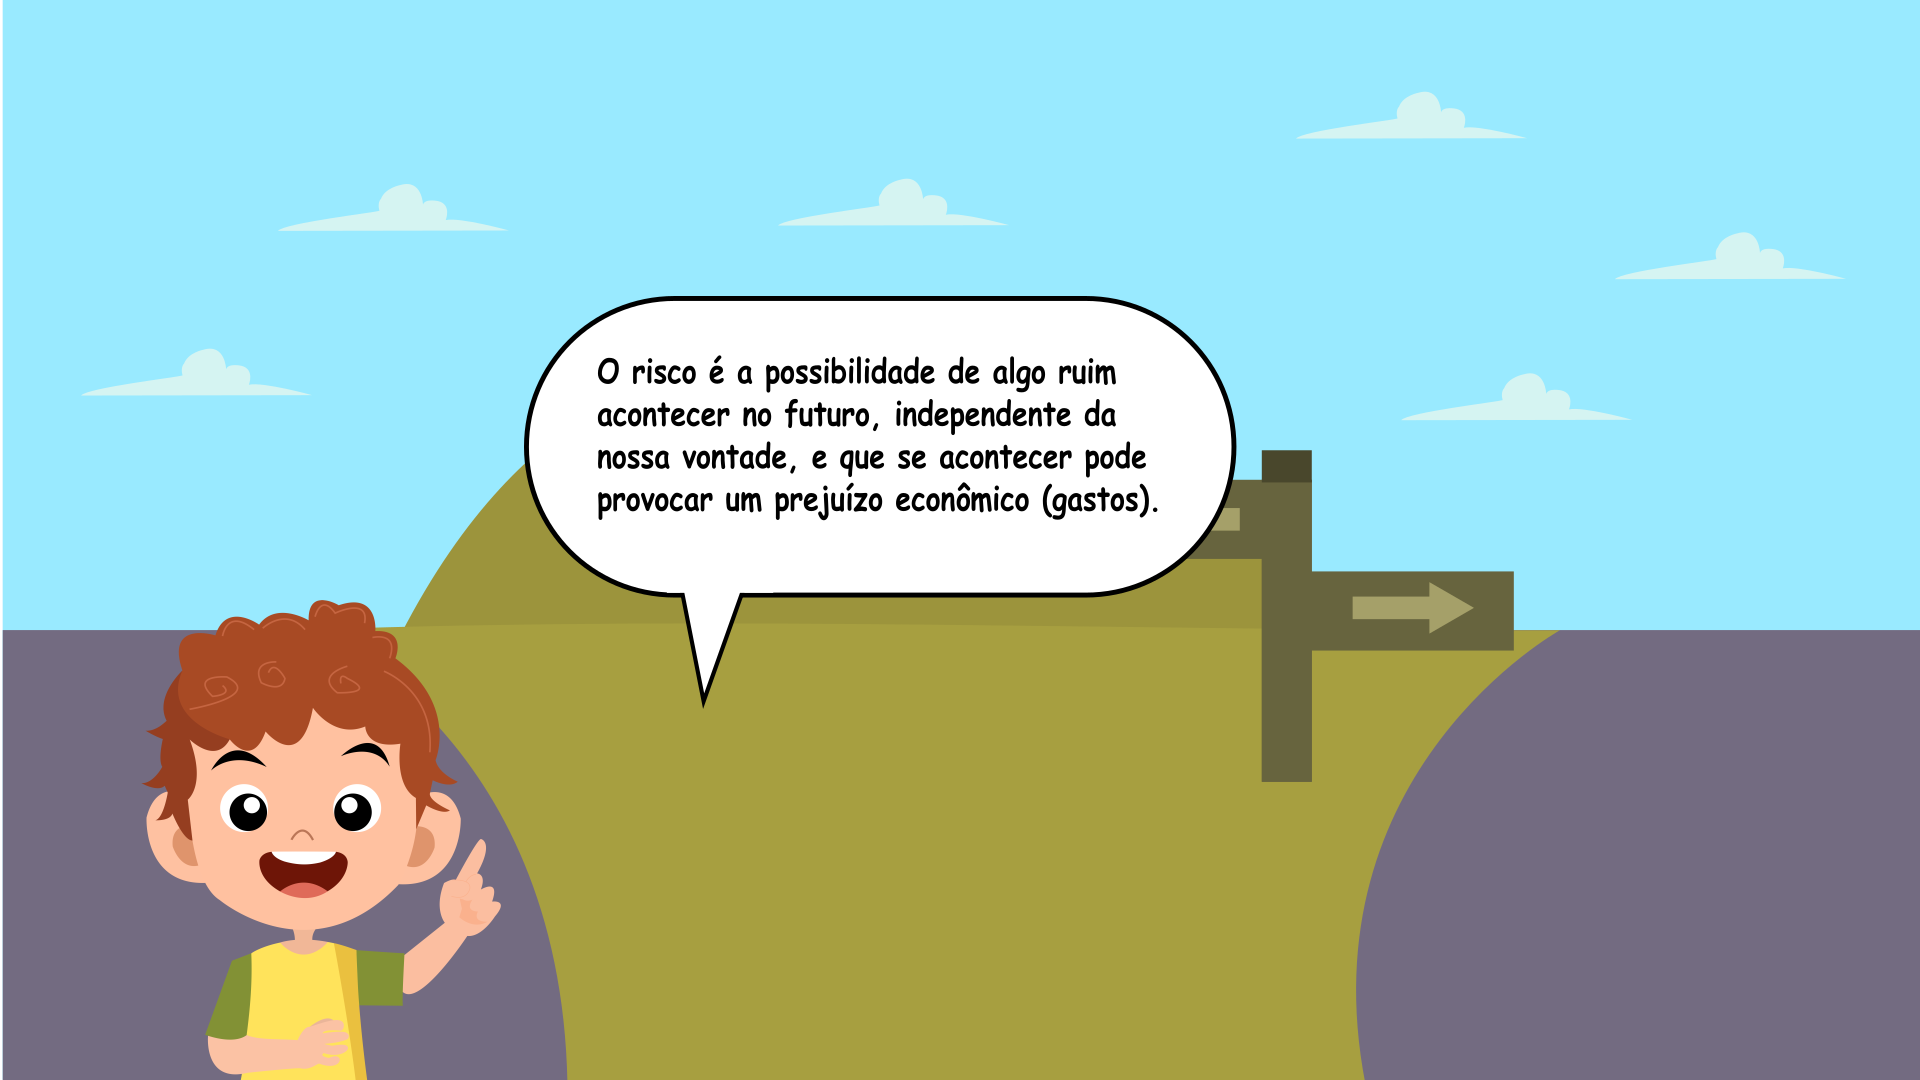 O risco é a possibilidade de algo ruim
acontecer no futuro, independente da
nossa vontade, e que se acontecer pode
provocar um prejuízo econômico (gastos).